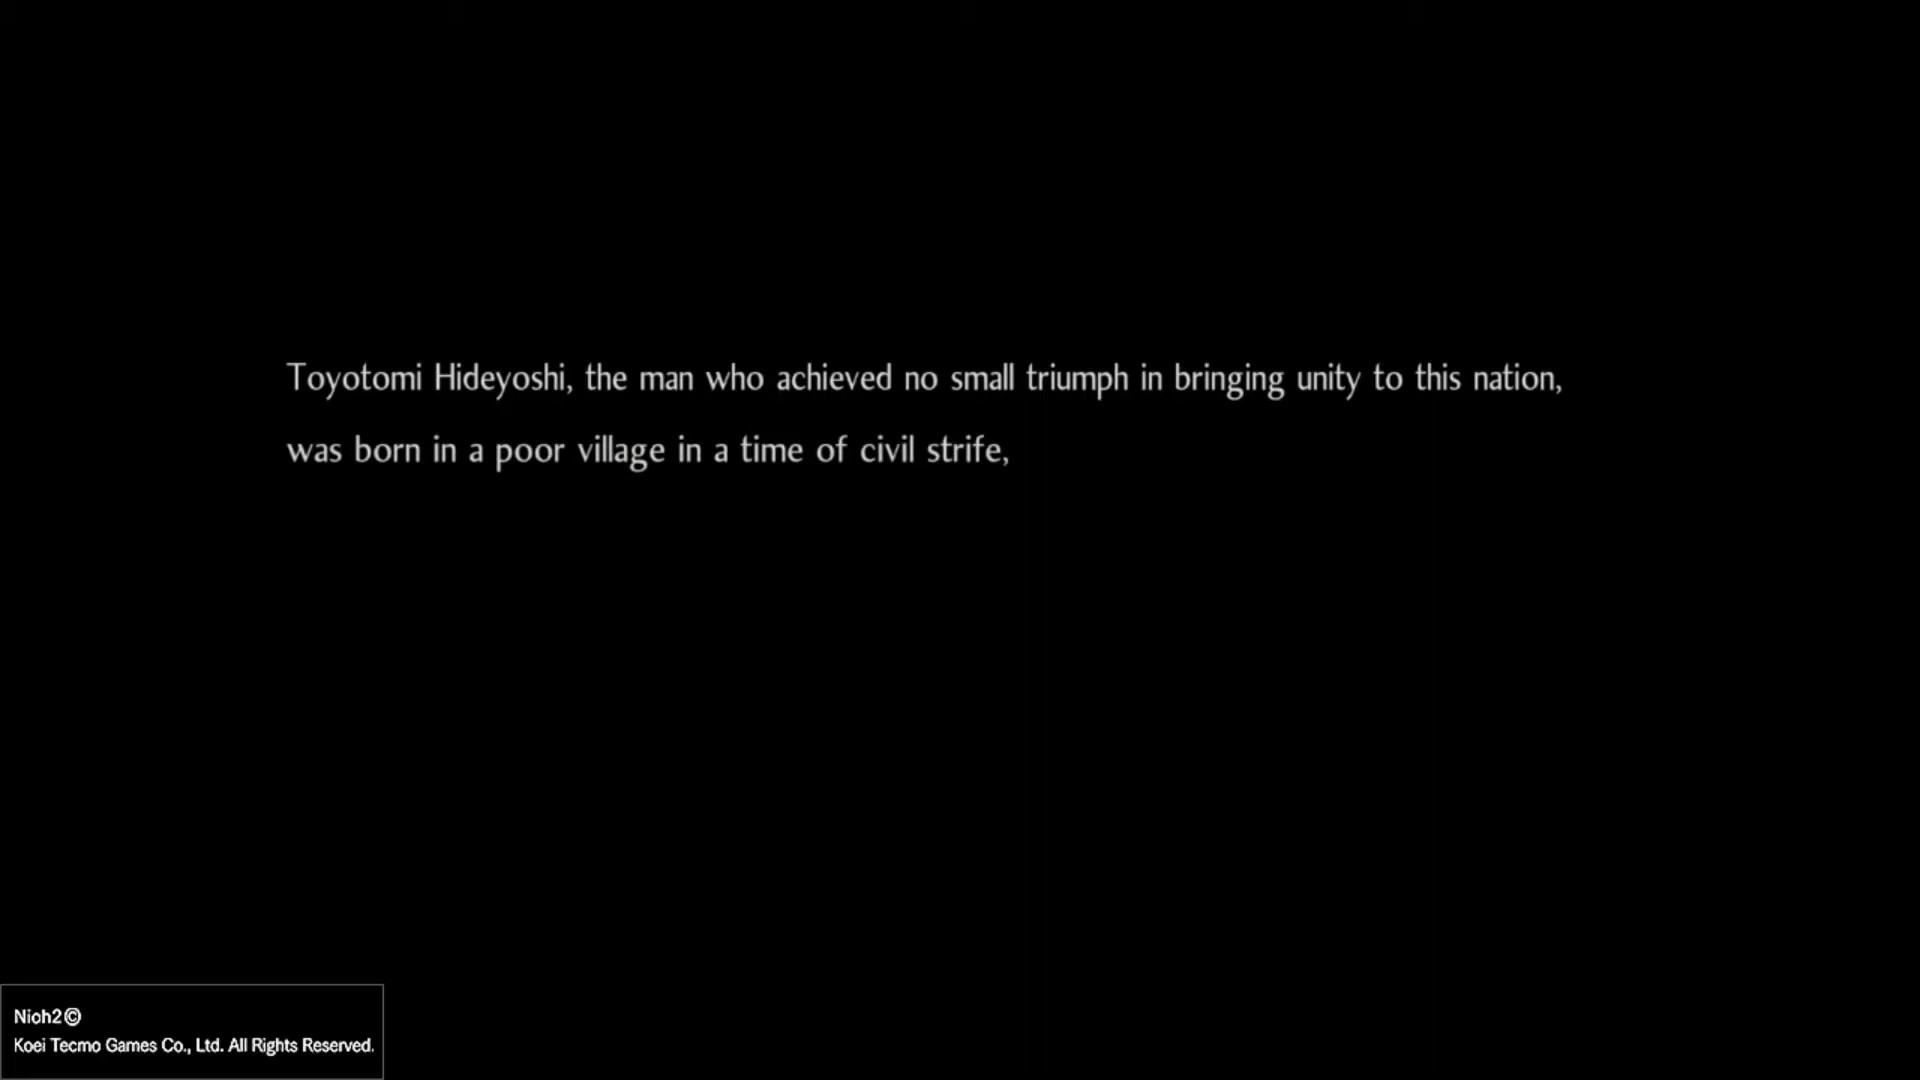 Toyotomi Hideyoshi, the man who achieved no small triumph in bringing unity to this nation,
was born in a poor village in a time of civil strife,
Nioh2©
Koei Tecmo Games Co., Ltd. All Rights Reserved.